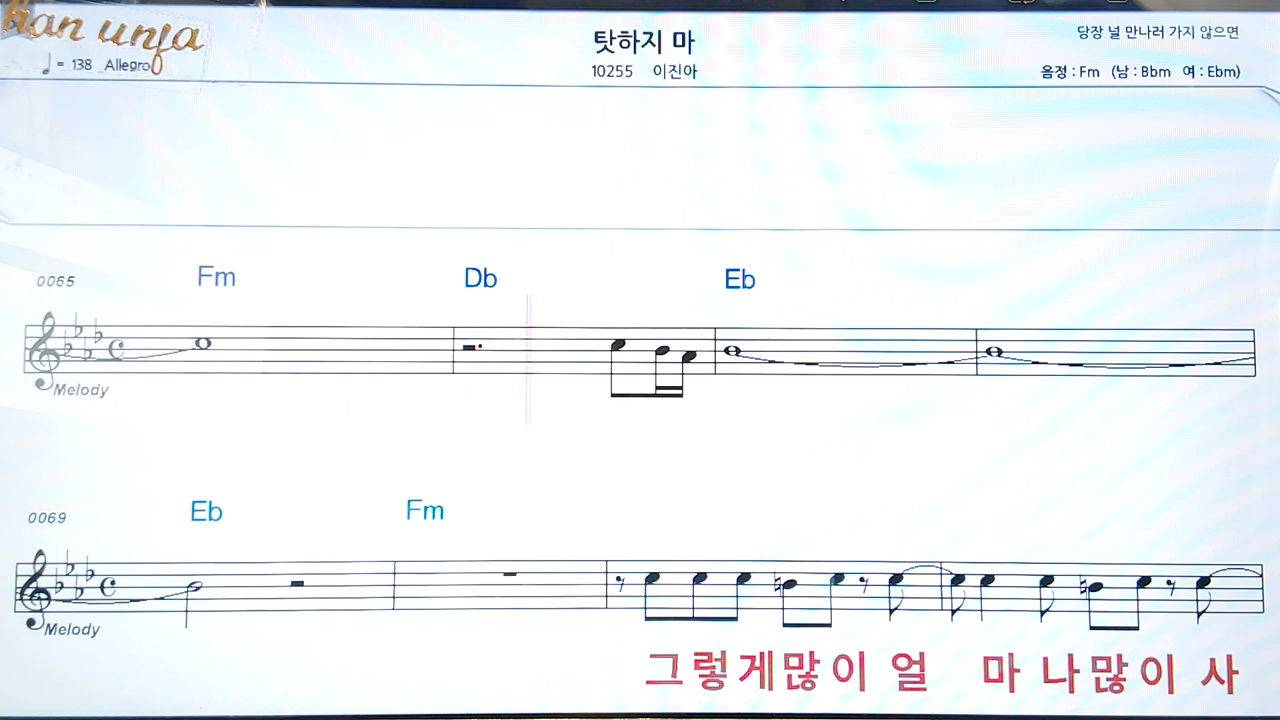 han unja
♩ = 138 Allegro
탓하지 마
10255 이진아
당장 널 만나러 가지 않으면
음정 : Fm (남 : Bbm 여 : Ebm)
0065
Fm Db Eb
Melody
0069
Eb Fm
Melody
그렇게많이 얼 마 나많이 사